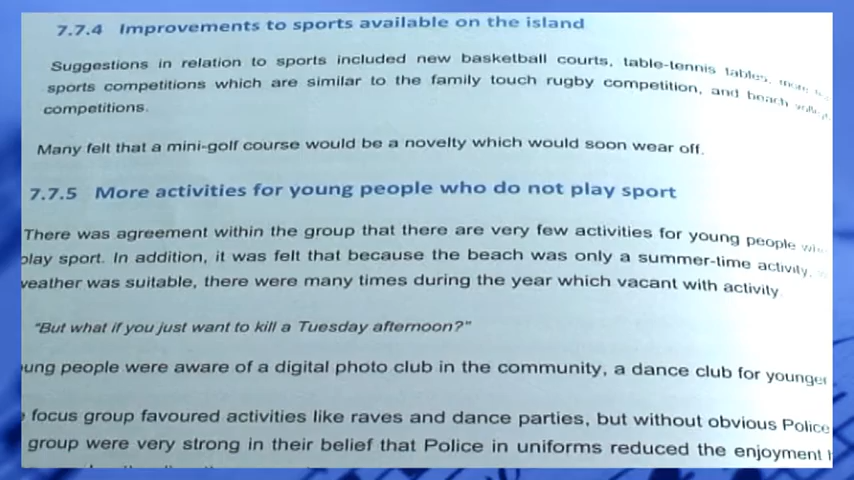 7.7.4 Improvements to sports available on the island
Suggestions in relation to sports included new basketball courts, table-tennis tables, more
sports competitions which are similar to the family touch rugby competition, and beach
competitions.
Many felt that a mini-golf course would be a novelty which would soon wear off.
7.7.5 More activities for young people who do not play sport
There was agreement within the group that there are very few activities for young people
play sport. In addition, it was felt that because the beach was only a summer-time activity,
weather was suitable, there were many times during the year which vacant with activity
"But what if you just want to kill a Tuesday afternoon?"
ung people were aware of a digital photo club in the community, a dance club for younger
focus group favoured activities like raves and dance parties, but without obvious Police
group were very strong in their belief that Police in uniforms reduced the enjoyment